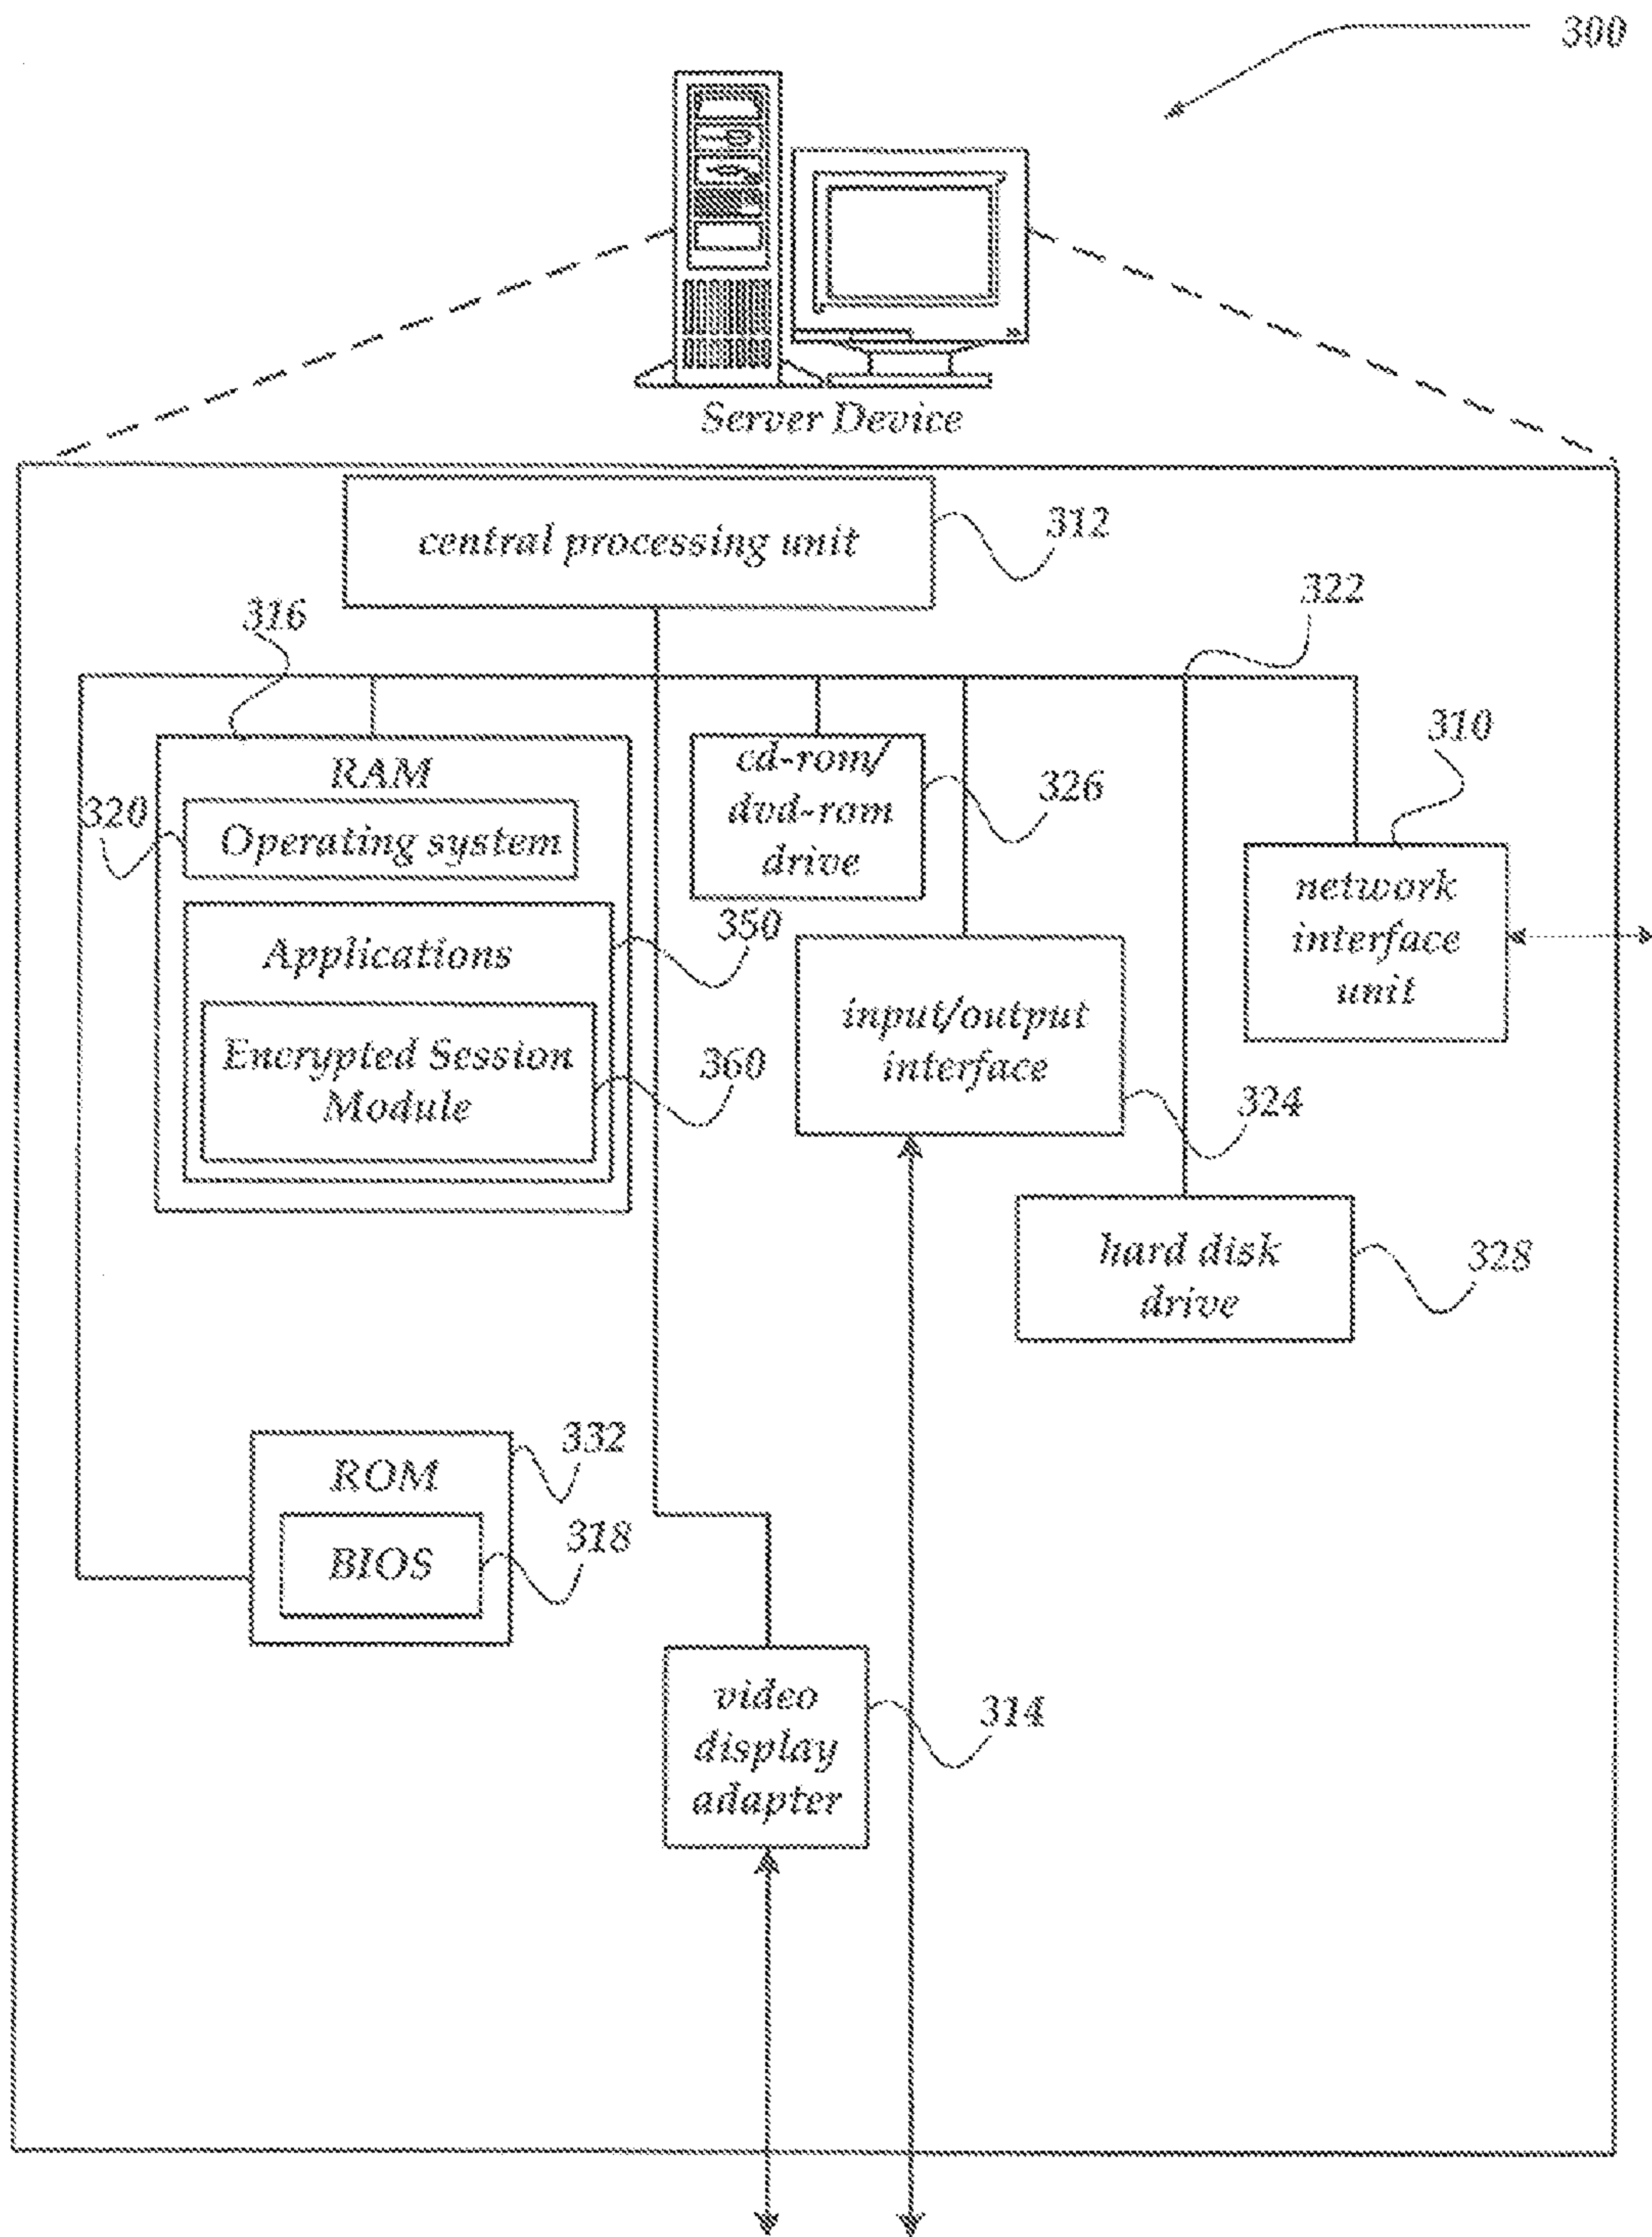 300
Server Device
central processing unit
312
322
316
310
RAM
cd-rom/
dvd-rom
drive
326
320
Operating system
network
interface
unit
350
Applications
input/output
interface
Encrypted Session
Module
360
324
hard disk
drive
328
332
ROM
318
BIOS
video
display
adapter
314